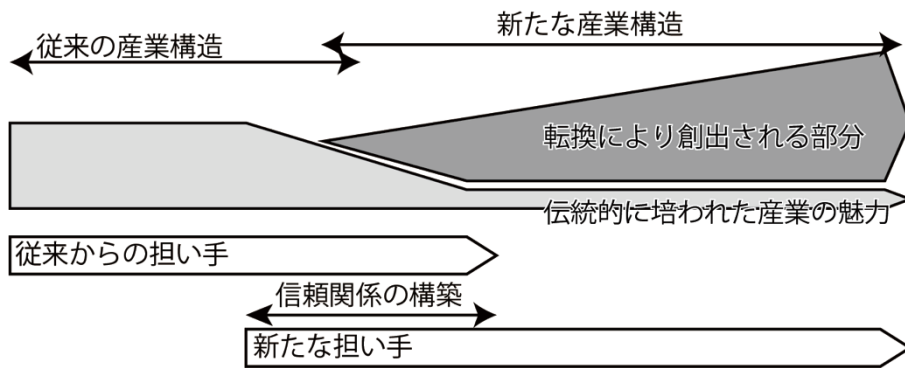 新たな産業構造
従来の産業構造
転換により創出される部分
伝統的に培われた産業の魅力
従来からの担い手
信頼関係の構築
新たな担い手